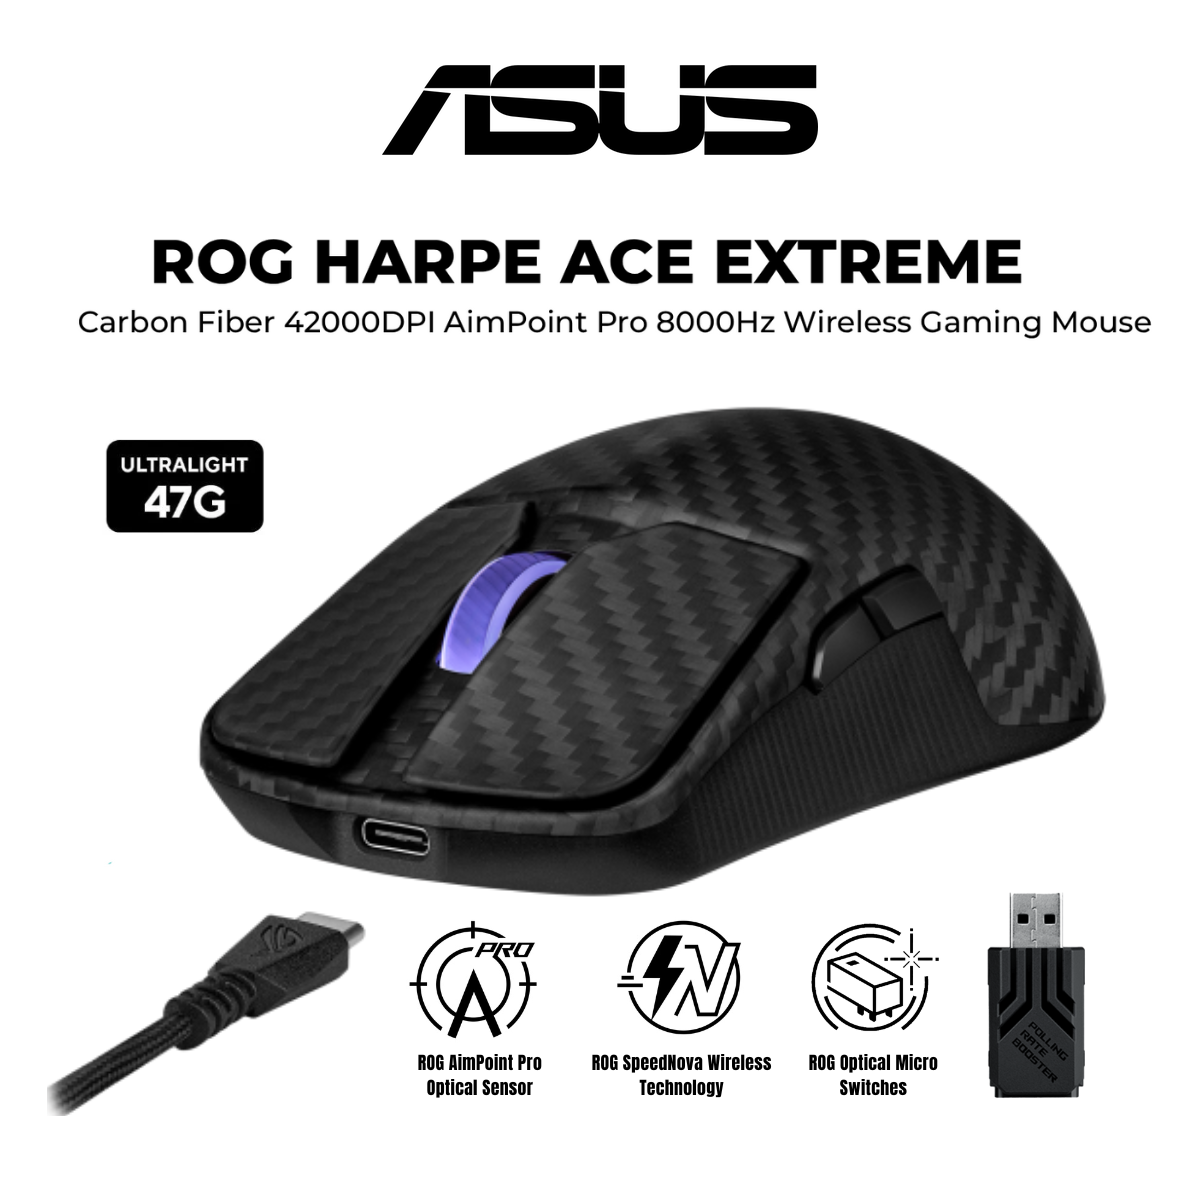 ASUS
ROG HARPE ACE EXTREME
Carbon Fiber 42000DPI AimPoint Pro 8000Hz Wireless Gaming Mouse
ULTRALIGHT
47G
PRO
ROG AimPoint Pro
Optical Sensor
ROG SpeedNova Wireless
Technology
ROG Optical Micro
Switches
POLLING
RATE
BOOSTER